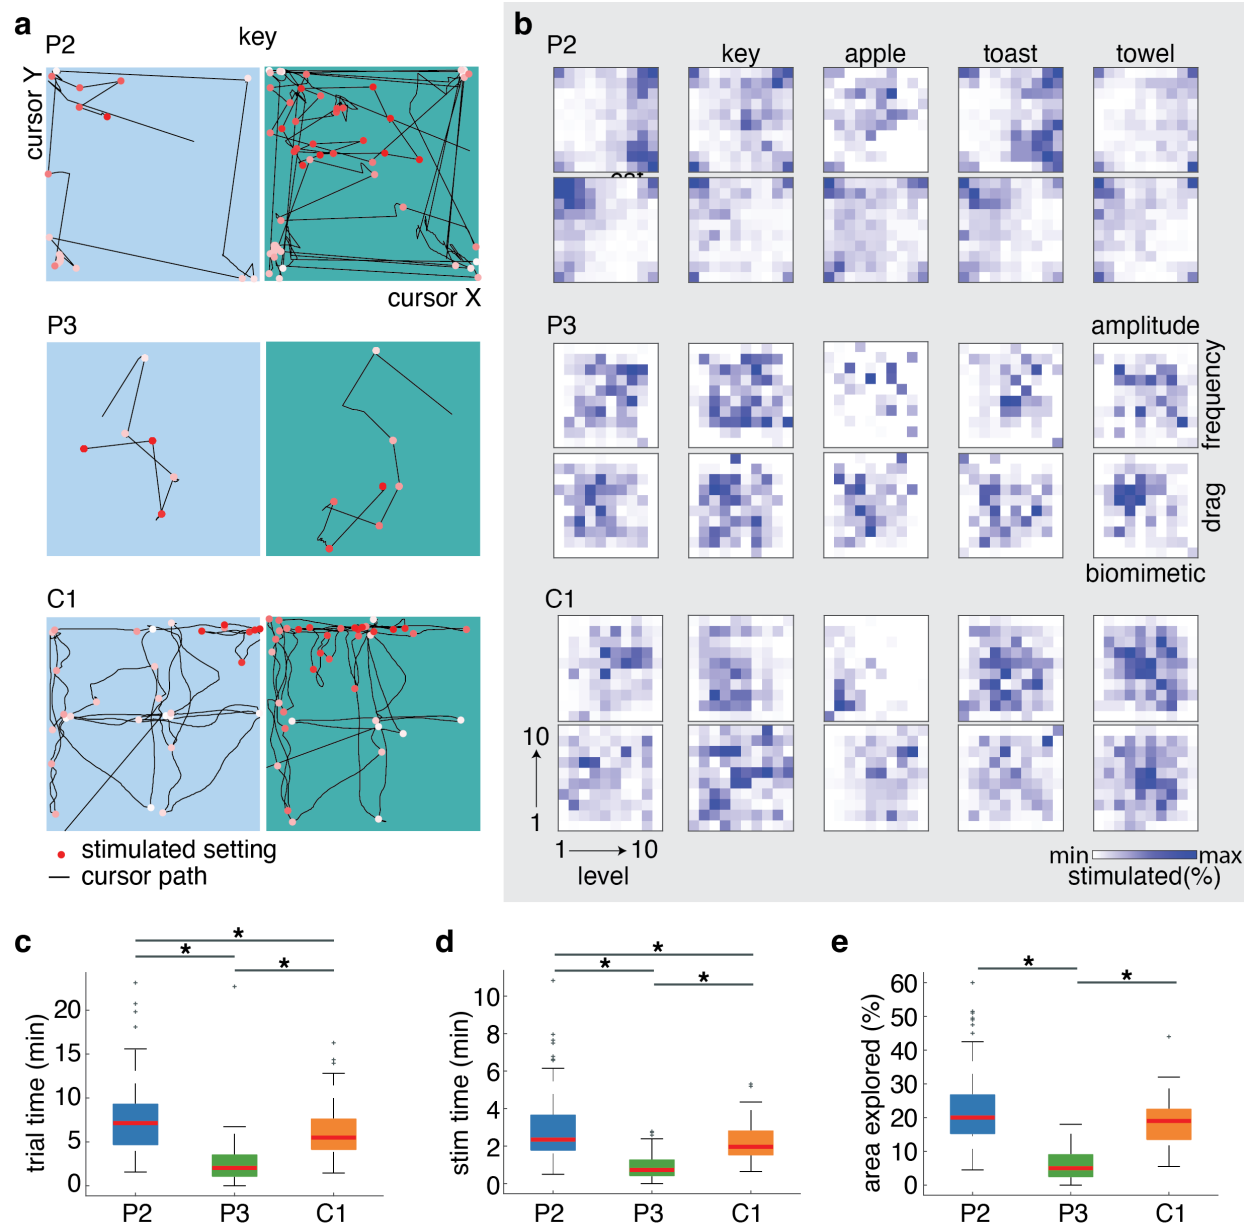 a
P2
key
cursor Y
cursor X
P3
C1
stimulated setting
cursor path
b
P2
key
apple
toast
towel
P3
amplitude
frequency
drag
biomimetic
C1
10
1
1
10
level
min
max
stimulated(%)
c
*
*
*
trial time (min)
20
15
10
5
0
P2
P3
C1
d
*
*
*
stim time (min)
10
8
6
4
2
0
P2
P3
C1
e
*
*
area explored (%)
60
50
40
30
20
10
0
P2
P3
C1